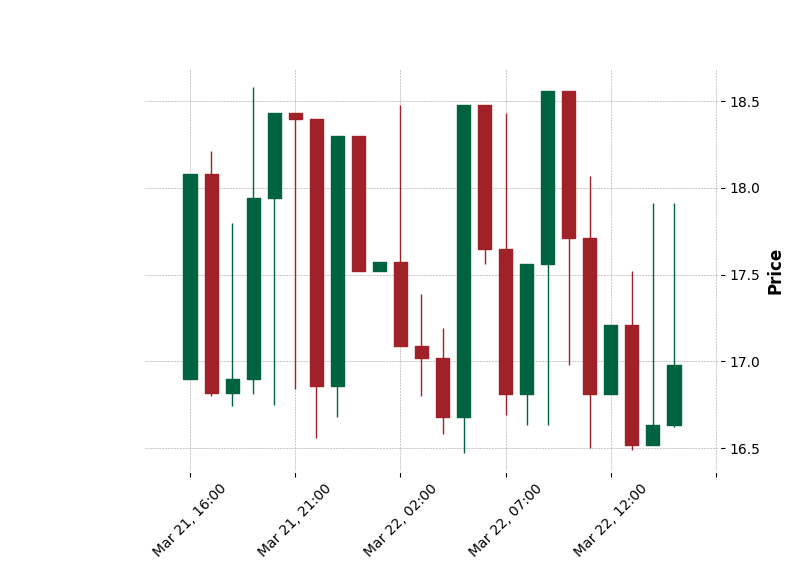 18.5
18.0
17.5
17.0
16.5
Price
Mar 21, 16:00
Mar 21, 21:00
Mar 22, 02:00
Mar 22, 07:00
Mar 22, 12:00